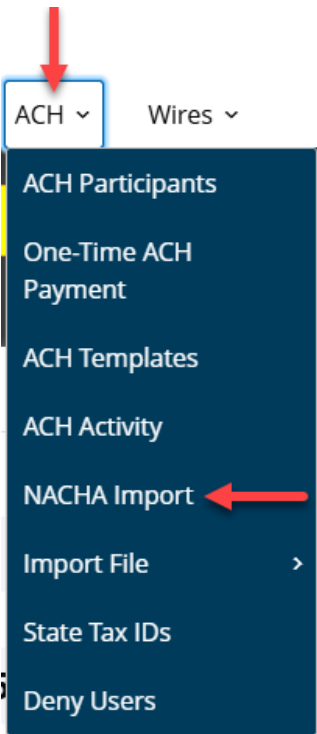 ACH Wires
ACH Participants
One-Time ACH
Payment
ACH Templates
ACH Activity
NACHA Import
Import File
State Tax IDs
Deny Users